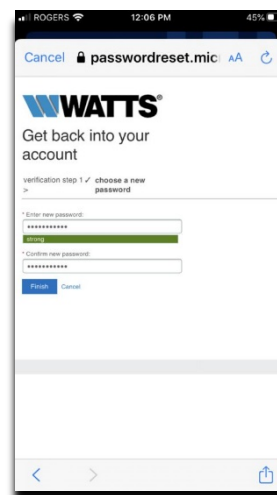 ROGERS 12:06 PM 45%
Cancel passwordreset.mic AA
WATTS®
Get back into your
account
verification step 1 ✓ choose a new
> password
* Enter new password:
•••••••••••
strong
* Confirm new password:
•••••••••••
Finish Cancel